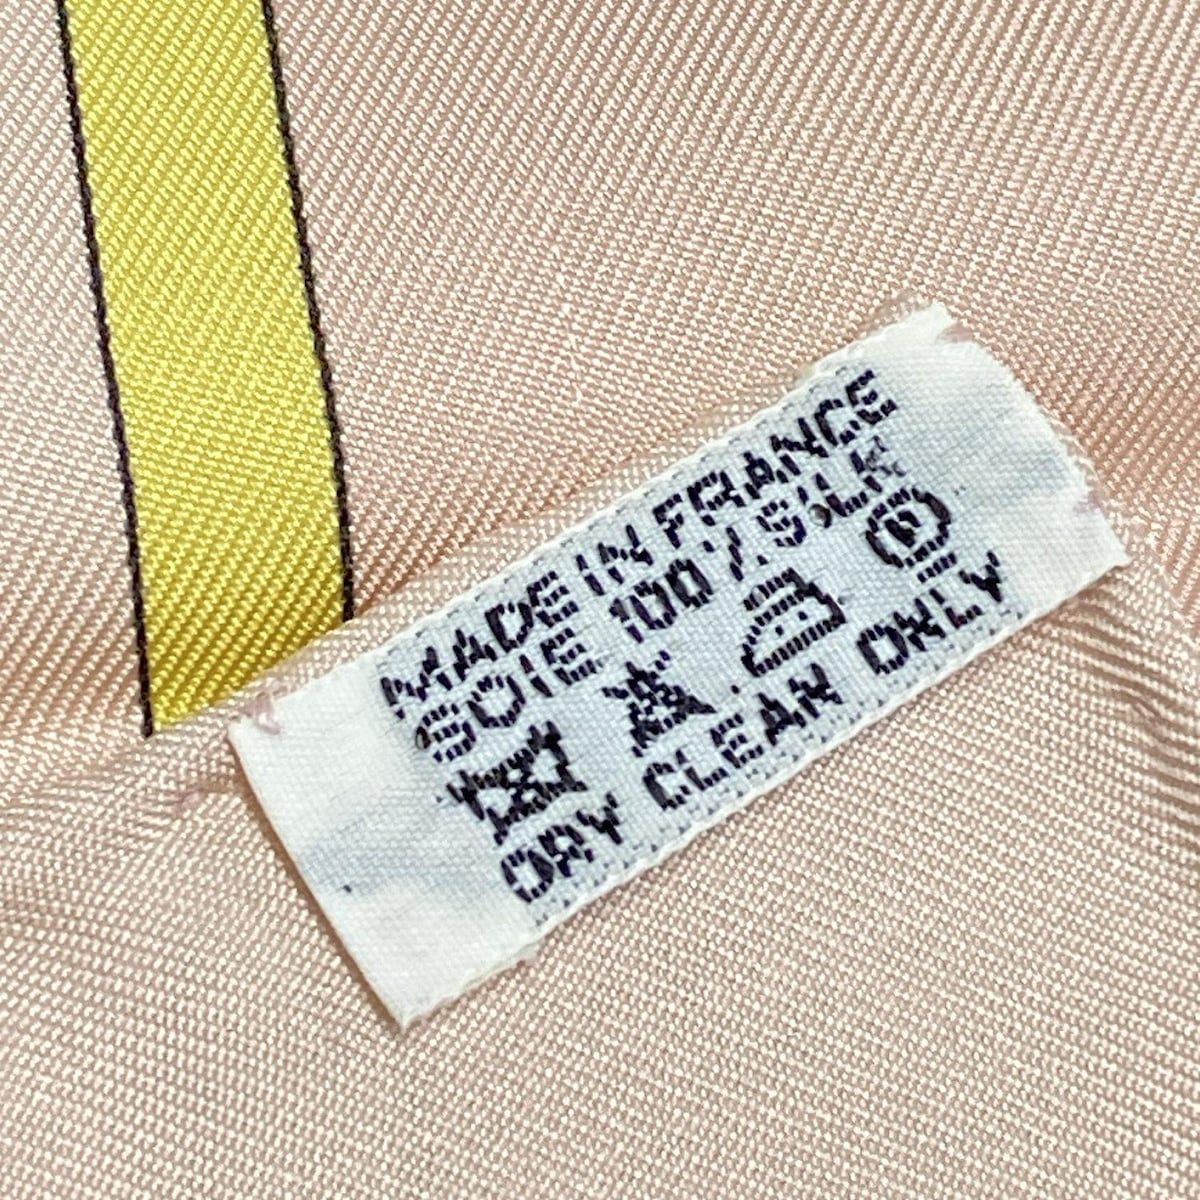 MADE IN FRANCE
SOIE 100% SILK
P
DRY CLEAN ONLY